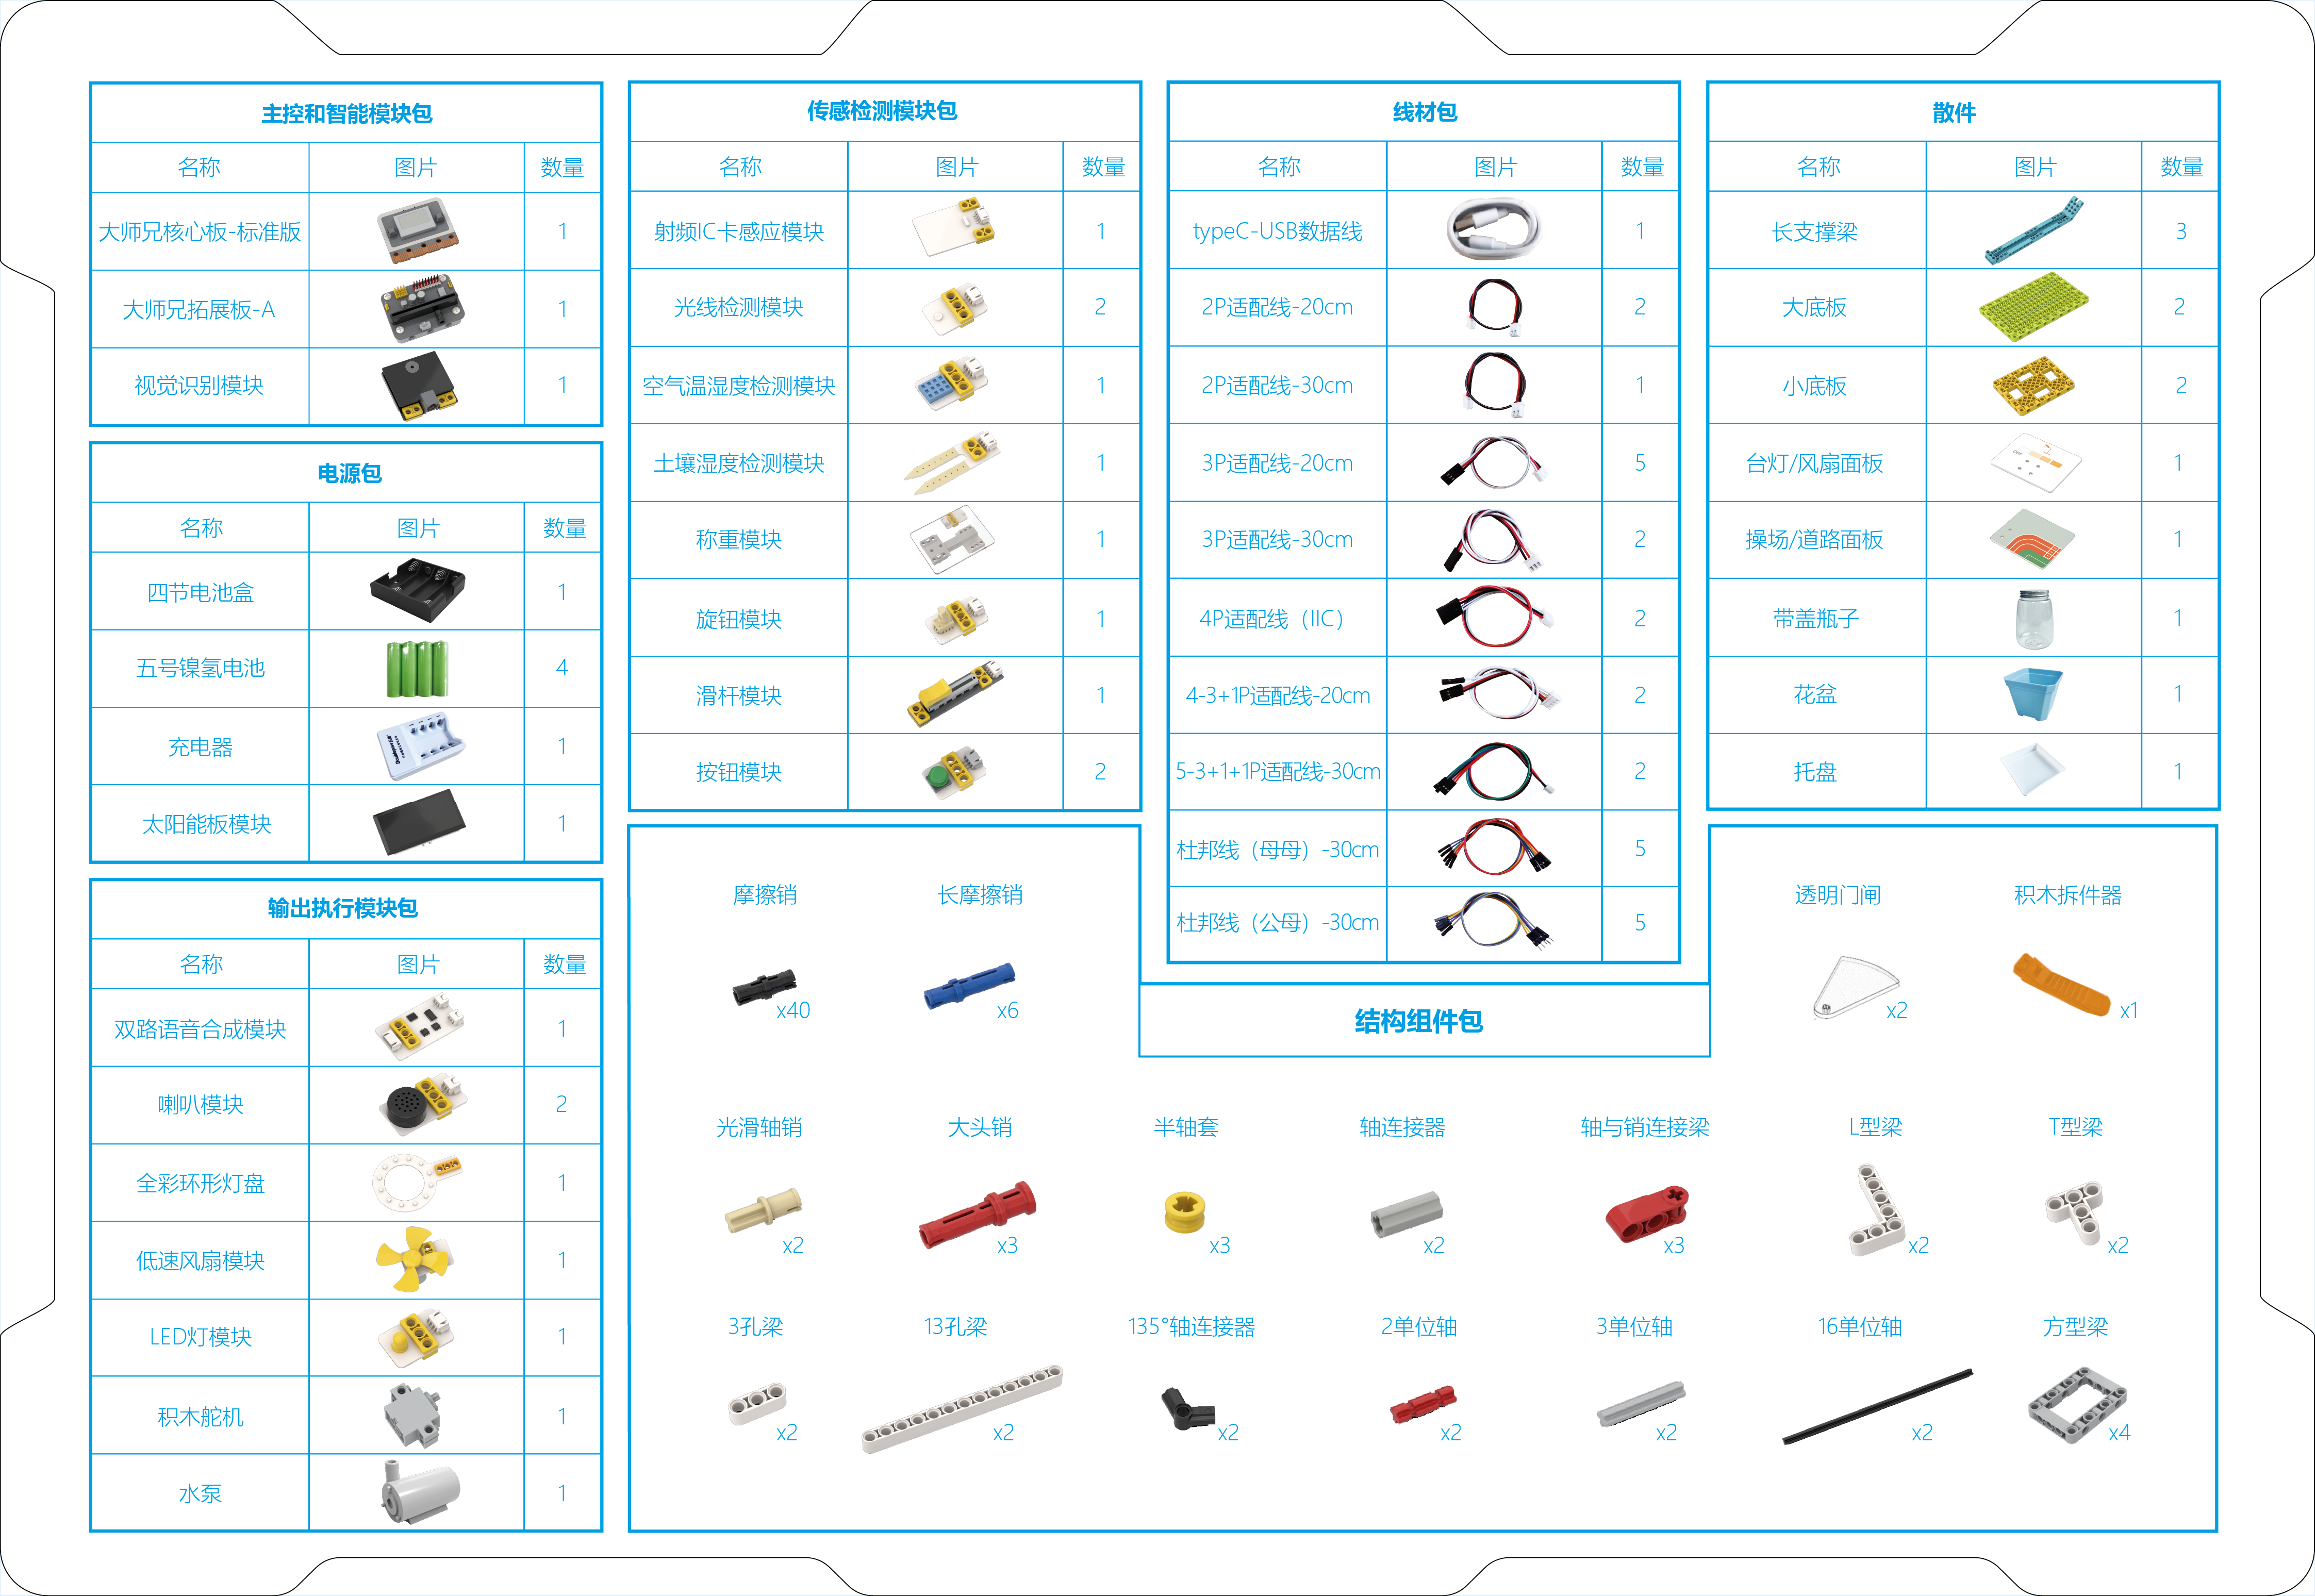 主控和智能模块包
名称 图片 数量
大师兄核心板-标准版 1
大师兄拓展板-A 1
视觉识别模块 1
电源包
名称 图片 数量
四节电池盒 1
五号镍氢电池 4
充电器 1
太阳能板模块 1
输出执行模块包
名称 图片 数量
双路语音合成模块 1
喇叭模块 2
全彩环形灯盘 1
低速风扇模块 1
LED灯模块 1
积木舵机 1
水泵 1
传感检测模块包
名称 图片 数量
射频IC卡感应模块 1
光线检测模块 2
空气温湿度检测模块 1
土壤湿度检测模块 1
称重模块 1
旋钮模块 1
滑杆模块 1
按钮模块 2
线材包
名称 图片 数量
typeC-USB数据线 1
2P适配线-20cm 2
2P适配线-30cm 1
3P适配线-20cm 5
3P适配线-30cm 2
4P适配线（IIC） 2
4-3+1P适配线-20cm 2
5-3+1+1P适配线-30cm 2
杜邦线（母母）-30cm 5
杜邦线（公母）-30cm 5
散件
名称 图片 数量
长支撑梁 3
大底板 2
小底板 2
台灯/风扇面板 1
操场/道路面板 1
带盖瓶子 1
花盆 1
托盘 1
结构组件包
摩擦销 长摩擦销 透明门闸 积木拆件器
x40 x6 x2 x1
光滑轴销 大头销 半轴套 轴连接器 轴与销连接梁 L型梁 T型梁
x2 x3 x3 x2 x3 x2 x2
3孔梁 13孔梁 135°轴连接器 2单位轴 3单位轴 16单位轴 方型梁
x2 x2 x2 x2 x2 x2 x4